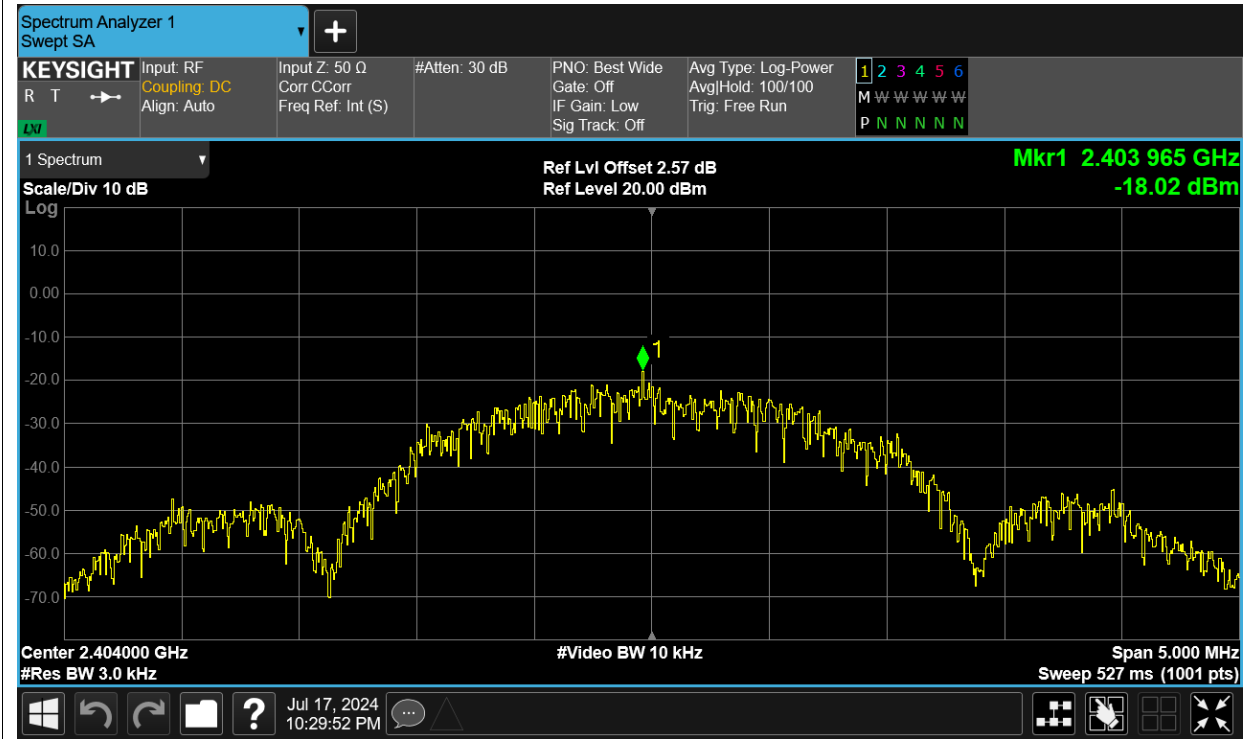 Spectrum Analyzer 1
Swept SA
KEYSIGHT
R T
LXI
Input: RF
Coupling: DC
Align: Auto
Input Z: 50 Ω
Corr CCorr
Freq Ref: Int (S)
#Atten: 30 dB
PNO: Best Wide
Gate: Off
IF Gain: Low
Sig Track: Off
Avg Type: Log-Power
Avg|Hold: 100/100
Trig: Free Run
1 2 3 4 5 6
M W W W W W
P N N N N N
1 Spectrum
Scale/Div 10 dB
Ref Lvl Offset 2.57 dB
Ref Level 20.00 dBm
Mkr1 2.403 965 GHz
-18.02 dBm
Log
10.0
0.00
-10.0
-20.0
-30.0
-40.0
-50.0
-60.0
-70.0
1
Center 2.404000 GHz
#Res BW 3.0 kHz
#Video BW 10 kHz
Span 5.000 MHz
Sweep 527 ms (1001 pts)
?
Jul 17, 2024
10:29:52 PM